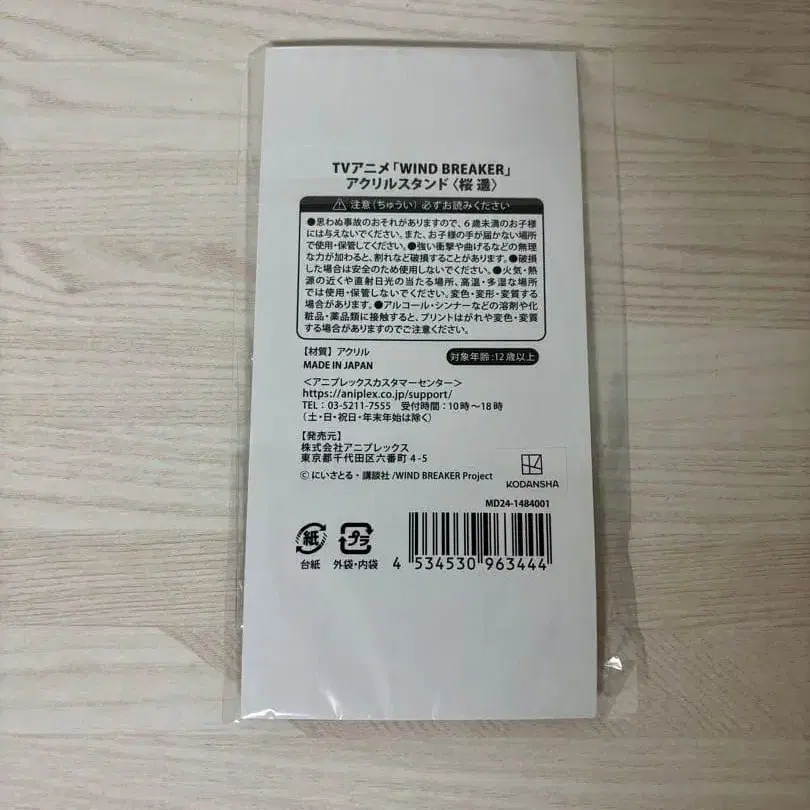 TVアニメ「WIND BREAKER」
アクリルスタンド〈桜 遥〉
⚠ 注意（ちゅうい）必ずお読みください
●思わぬ事故のおそれがありますので、6歳未満のお子様
には与えないでください。また、お子様の手が届かない場所
で使用・保管してください。●強い衝撃や曲げるなどの無理
な力が加わると、割れなど破損することがあります。●破損
した場合は安全のため使用しないでください。●火気・熱
源の近くや直射日光の当たる場所、高温・多湿な場所
では使用・保管しないでください。変色・変形・変質する
場合があります。●アルコール・シンナーなどの溶剤や化
粧品・薬品類に接触すると、プリントはがれや変色・変質
する場合がありますのでご注意ください。
【材質】アクリル
MADE IN JAPAN
対象年齢：12歳以上
＜アニプレックスカスタマーセンター＞
https://aniplex.co.jp/support/
TEL：03-5211-7555 受付時間：10時～18時
（土・日・祝日・年末年始は除く）
【発売元】
株式会社アニプレックス
東京都千代田区六番町4-5
©にいさとる・講談社/WIND BREAKER Project
KODANSHA
MD24-1484001
紙
台紙
プラ
外袋・内袋
4 534530 963444